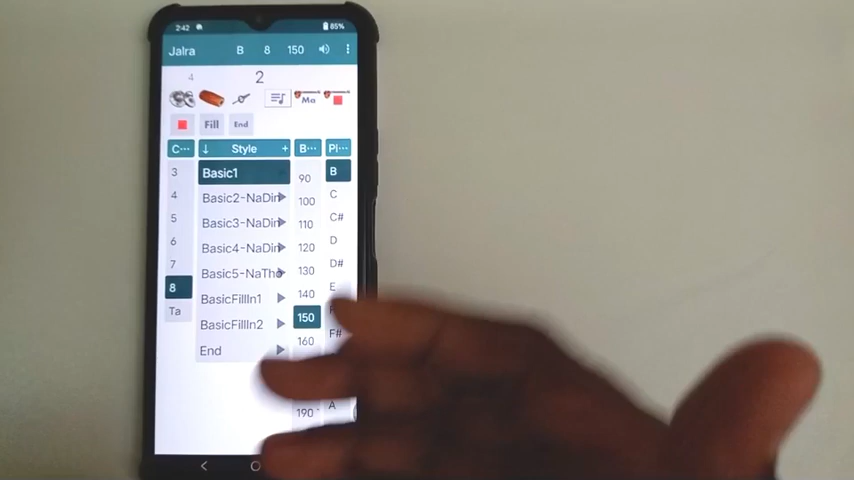 2:42 85%
Jalra B 8 150
4 2
Ma
Fill End
C... ↓ Style + B... Pi...
3 Basic1 90 B
4 Basic2-NaDin 100 C
5 Basic3-NaDin 110 C#
6 Basic4-NaDin 120 D
7 Basic5-NaTho 130 D#
8 BasicFillIn1 140 E
Ta BasicFillIn2 150
End 160 F#
190 A